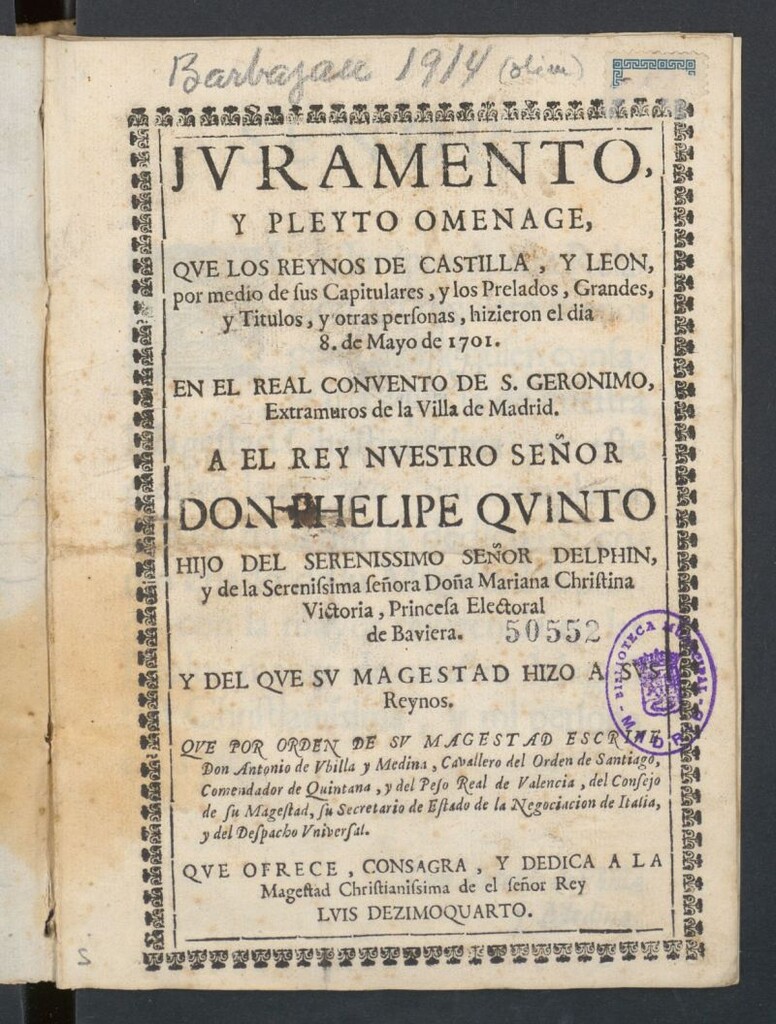 1914
JVRAMENTO,
Y PLEYTO OMENAGE,
QVE LOS REYNOS DE CASTILLA, Y LEON,
por medio de ſus Capitulares, y los Prelados, Grandes,
y Titulos, y otras perſonas, hizieron el dia
8. de Mayo de 1701.
EN EL REAL CONVENTO DE S. GERONIMO,
Extramuros de la Villa de Madrid.
A EL REY NVESTRO SEÑOR
DON PHELIPE QVINTO
HIJO DEL SERENISSIMO SEÑOR DELPHIN,
y de la Sereniſsima ſeñora Doña Mariana Chriſtina
Victoria, Princeſa Electoral
de Baviera. 50552
Y DEL QVE SV MAGESTAD HIZO A SVS
Reynos.
BIBLIOTECA MUNICIPAL
MADRID
QVE POR ORDEN DE SV MAGESTAD ESCRIVE
Don Antonio de Vbilla y Medina, Cavallero del Orden de Santiago,
Comendador de Quintana, y del Peſo Real de Valencia, del Conſejo
de ſu Mageſtad, ſu Secretario de Eſtado de la Negociacion de Italia,
y del Deſpacho Vniverſal.
QVE OFRECE, CONSAGRA, Y DEDICA A LA
Mageſtad Chriſtianiſsima de el ſeñor Rey
LVIS DEZIMOQUARTO.
2